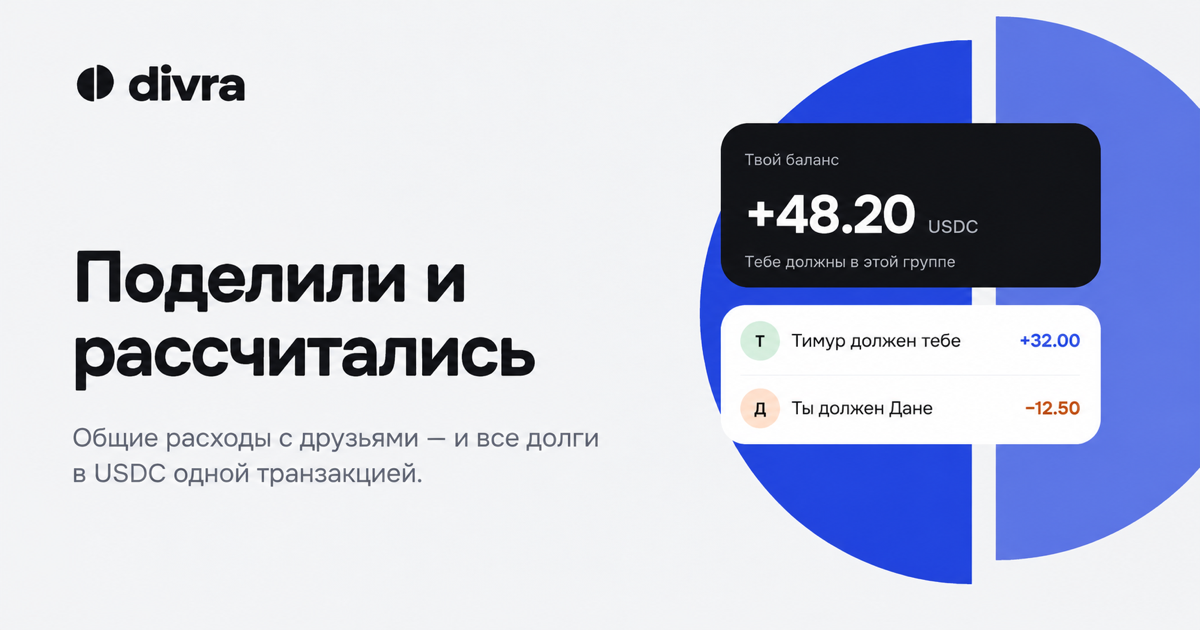 divra
Поделили и
рассчитались
Общие расходы с друзьями — и все долги
в USDC одной транзакцией.
Твой баланс
+48.20 USDC
Тебе должны в этой группе
Т Тимур должен тебе +32.00
Д Ты должен Дане −12.50